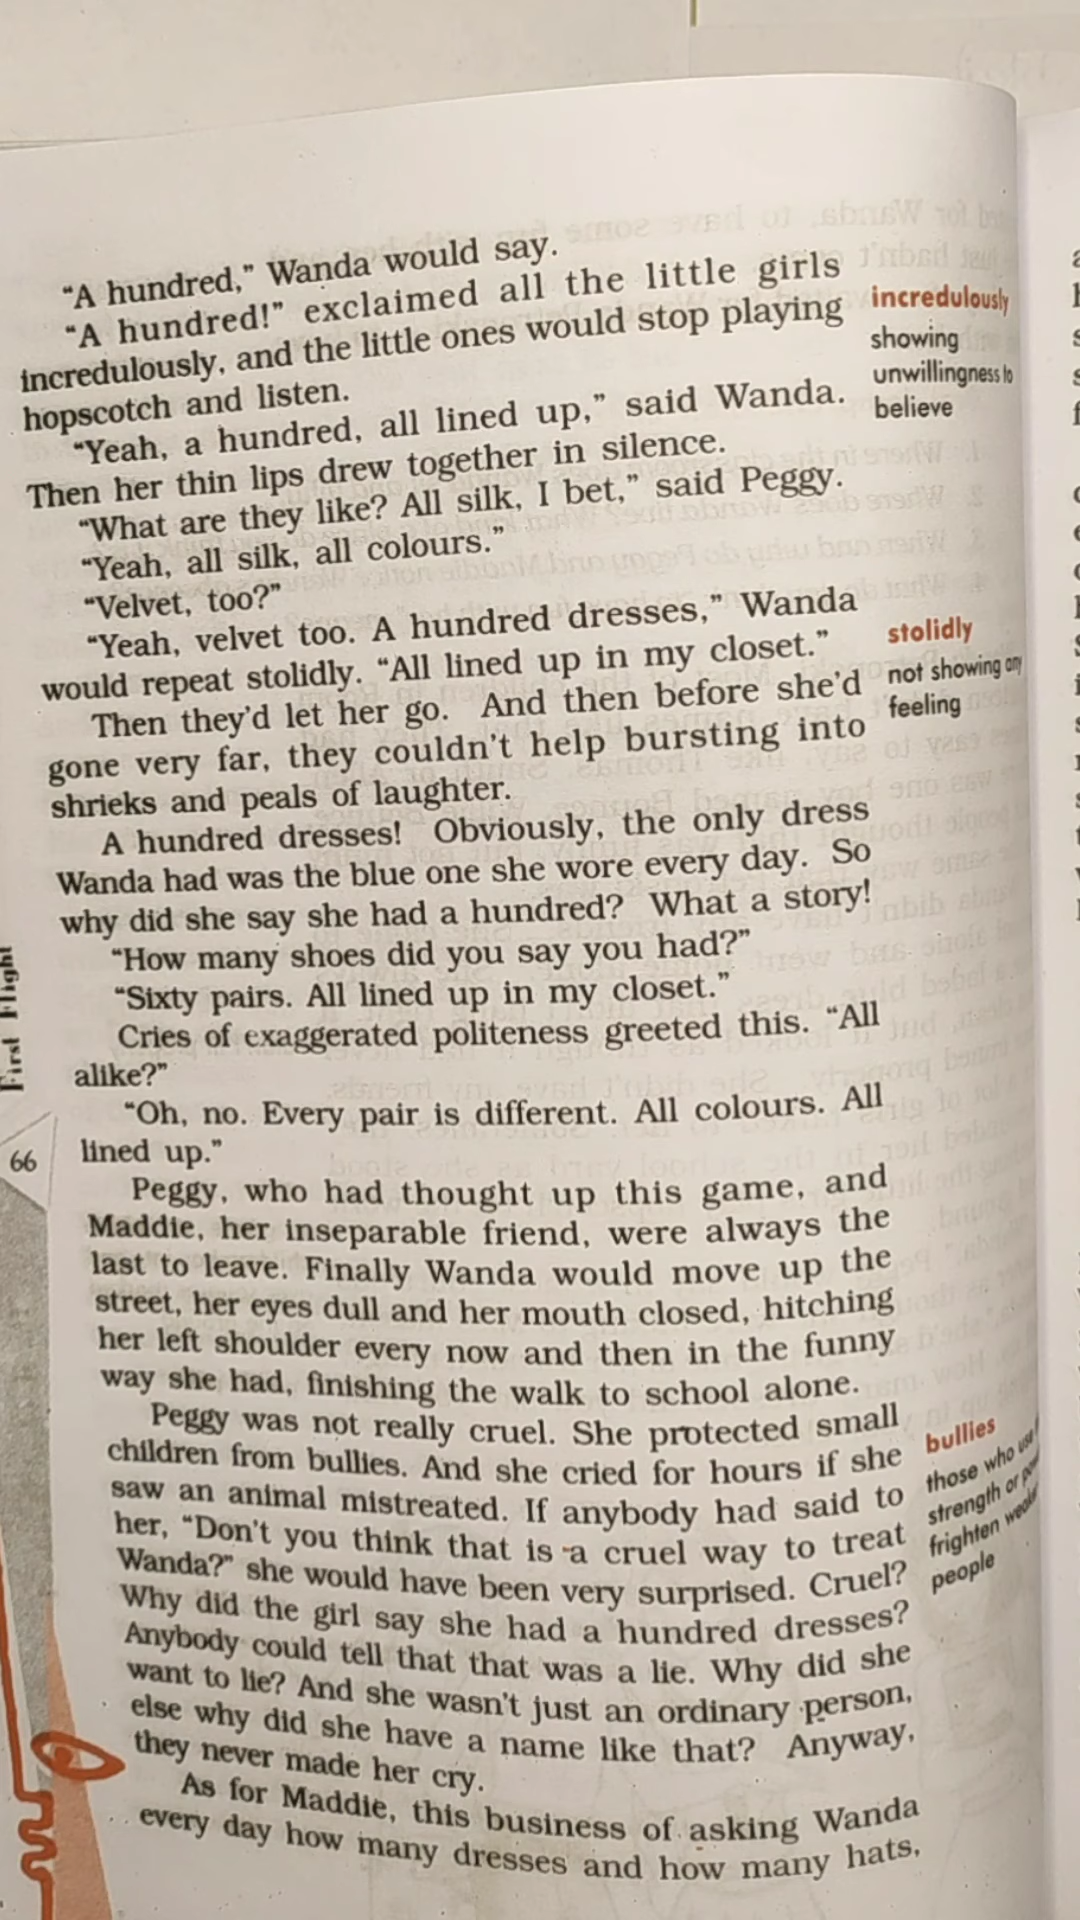 “A hundred,” Wanda would say.
“A hundred!” exclaimed all the little girls
incredulously, and the little ones would stop playing
hopscotch and listen.
“Yeah, a hundred, all lined up,” said Wanda.
Then her thin lips drew together in silence.
“What are they like? All silk, I bet,” said Peggy.
“Yeah, all silk, all colours.”
“Velvet, too?”
“Yeah, velvet too. A hundred dresses,” Wanda
would repeat stolidly. “All lined up in my closet.”
Then they’d let her go. And then before she’d
gone very far, they couldn’t help bursting into
shrieks and peals of laughter.
A hundred dresses! Obviously, the only dress
Wanda had was the blue one she wore every day. So
why did she say she had a hundred? What a story!
“How many shoes did you say you had?”
“Sixty pairs. All lined up in my closet.”
Cries of exaggerated politeness greeted this. “All
alike?”
“Oh, no. Every pair is different. All colours. All
lined up.”
Peggy, who had thought up this game, and
Maddie, her inseparable friend, were always the
last to leave. Finally Wanda would move up the
street, her eyes dull and her mouth closed, hitching
her left shoulder every now and then in the funny
way she had, finishing the walk to school alone.
Peggy was not really cruel. She protected small
children from bullies. And she cried for hours if she
saw an animal mistreated. If anybody had said to
her, “Don’t you think that is a cruel way to treat
Wanda?” she would have been very surprised. Cruel?
Why did the girl say she had a hundred dresses?
Anybody could tell that that was a lie. Why did she
want to lie? And she wasn’t just an ordinary person,
else why did she have a name like that? Anyway,
they never made her cry.
As for Maddie, this business of asking Wanda
every day how many dresses and how many hats,
incredulously
showing
unwillingness to
believe
stolidly
not showing any
feeling
bullies
those who use
strength or
frighten
people
First Flight
66